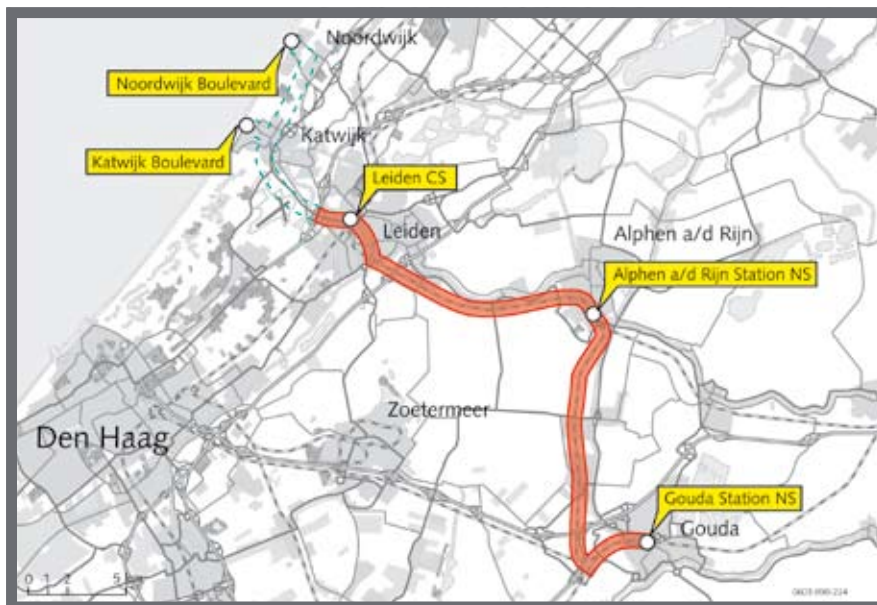 Noordwijk
Noordwijk Boulevard
Katwijk
Katwijk Boulevard
Leiden CS
Leiden
Alphen a/d Rijn
Alphen a/d Rijn Station NS
Zoetermeer
Den Haag
Gouda Station NS
Gouda
0 1 2 5